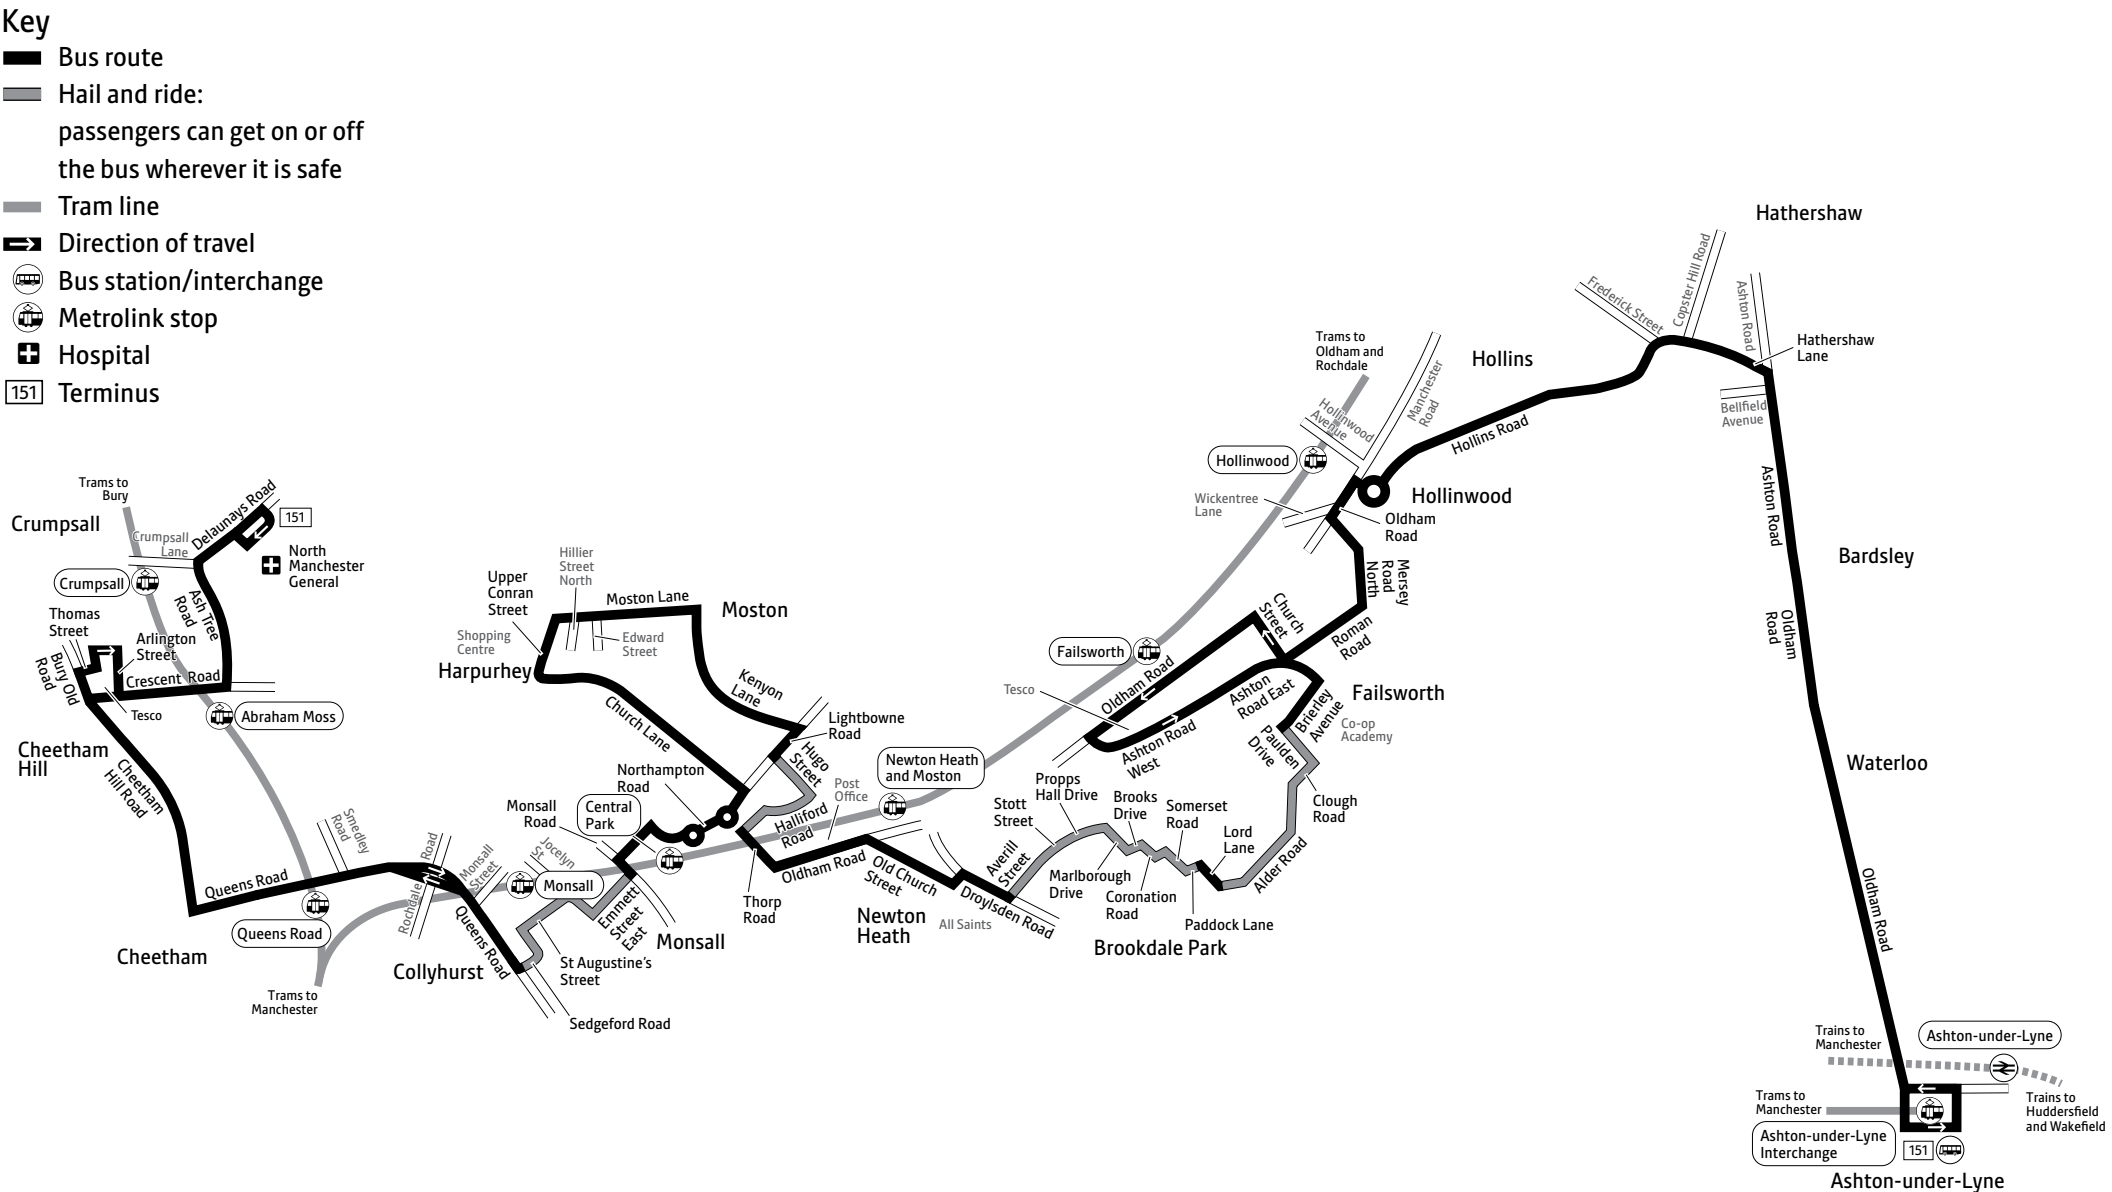 Key
Bus route
Hail and ride:
passengers can get on or off
the bus wherever it is safe
Tram line
Direction of travel
Bus station/interchange
Metrolink stop
Hospital
151
Terminus
Hathershaw
Copster Hill Road
Frederick Street
Ashton Road
Hathershaw
Lane
Bellfield
Avenue
Trams to
Oldham and
Rochdale
Hollins
Manchester
Road
Hollinwood
Avenue
Hollins Road
Hollinwood
Hollinwood
Wickentree
Lane
Oldham
Road
Ashton Road
Bardsley
Mersey
Road
North
Oldham
Road
Roman
Road
Church
Street
Failsworth
Oldham Road
Tesco
Ashton
Road East
Ashton Road
West
Failsworth
Brierley
Avenue
Co-op
Academy
Paulden
Drive
Clough
Road
Alder Road
Lord
Lane
Somerset
Road
Brooks
Drive
Propps
Hall Drive
Stott
Street
Averill
Street
Marlborough
Drive
Coronation
Road
Paddock Lane
Brookdale Park
Droylsden Road
All Saints
Newton
Heath
Old Church
Street
Oldham Road
Thorp
Road
Halliford
Road
Post
Office
Newton Heath
and Moston
Hugo
Street
Lightbowne
Road
Kenyon
Lane
Moston
Moston Lane
Edward
Street
Hillier
Street
North
Upper
Conran
Street
Shopping
Centre
Harpurhey
Church Lane
Northampton
Road
Central
Park
Monsall
Road
Jocelyn
St
Monsall
Emmett
Street
East
Monsall
St Augustine's
Street
Sedgeford Road
Queens Road
Collyhurst
Monsall
Street
Rochdale
Road
Smedley
Road
Queens Road
Queens Road
Trams to
Manchester
Cheetham
Cheetham
Hill Road
Cheetham
Hill
Abraham Moss
Tesco
Crescent Road
Arlington
Street
Thomas
Street
Bury Old
Road
Crumpsall
Ash Tree
Road
Crumpsall
Lane
Crumpsall
Trams to
Bury
Delaunays Road
151
North
Manchester
General
Waterloo
Oldham Road
Trains to
Manchester
Ashton-under-Lyne
Trams to
Manchester
Trains to
Huddersfield
and Wakefield
Ashton-under-Lyne
Interchange
151
Ashton-under-Lyne